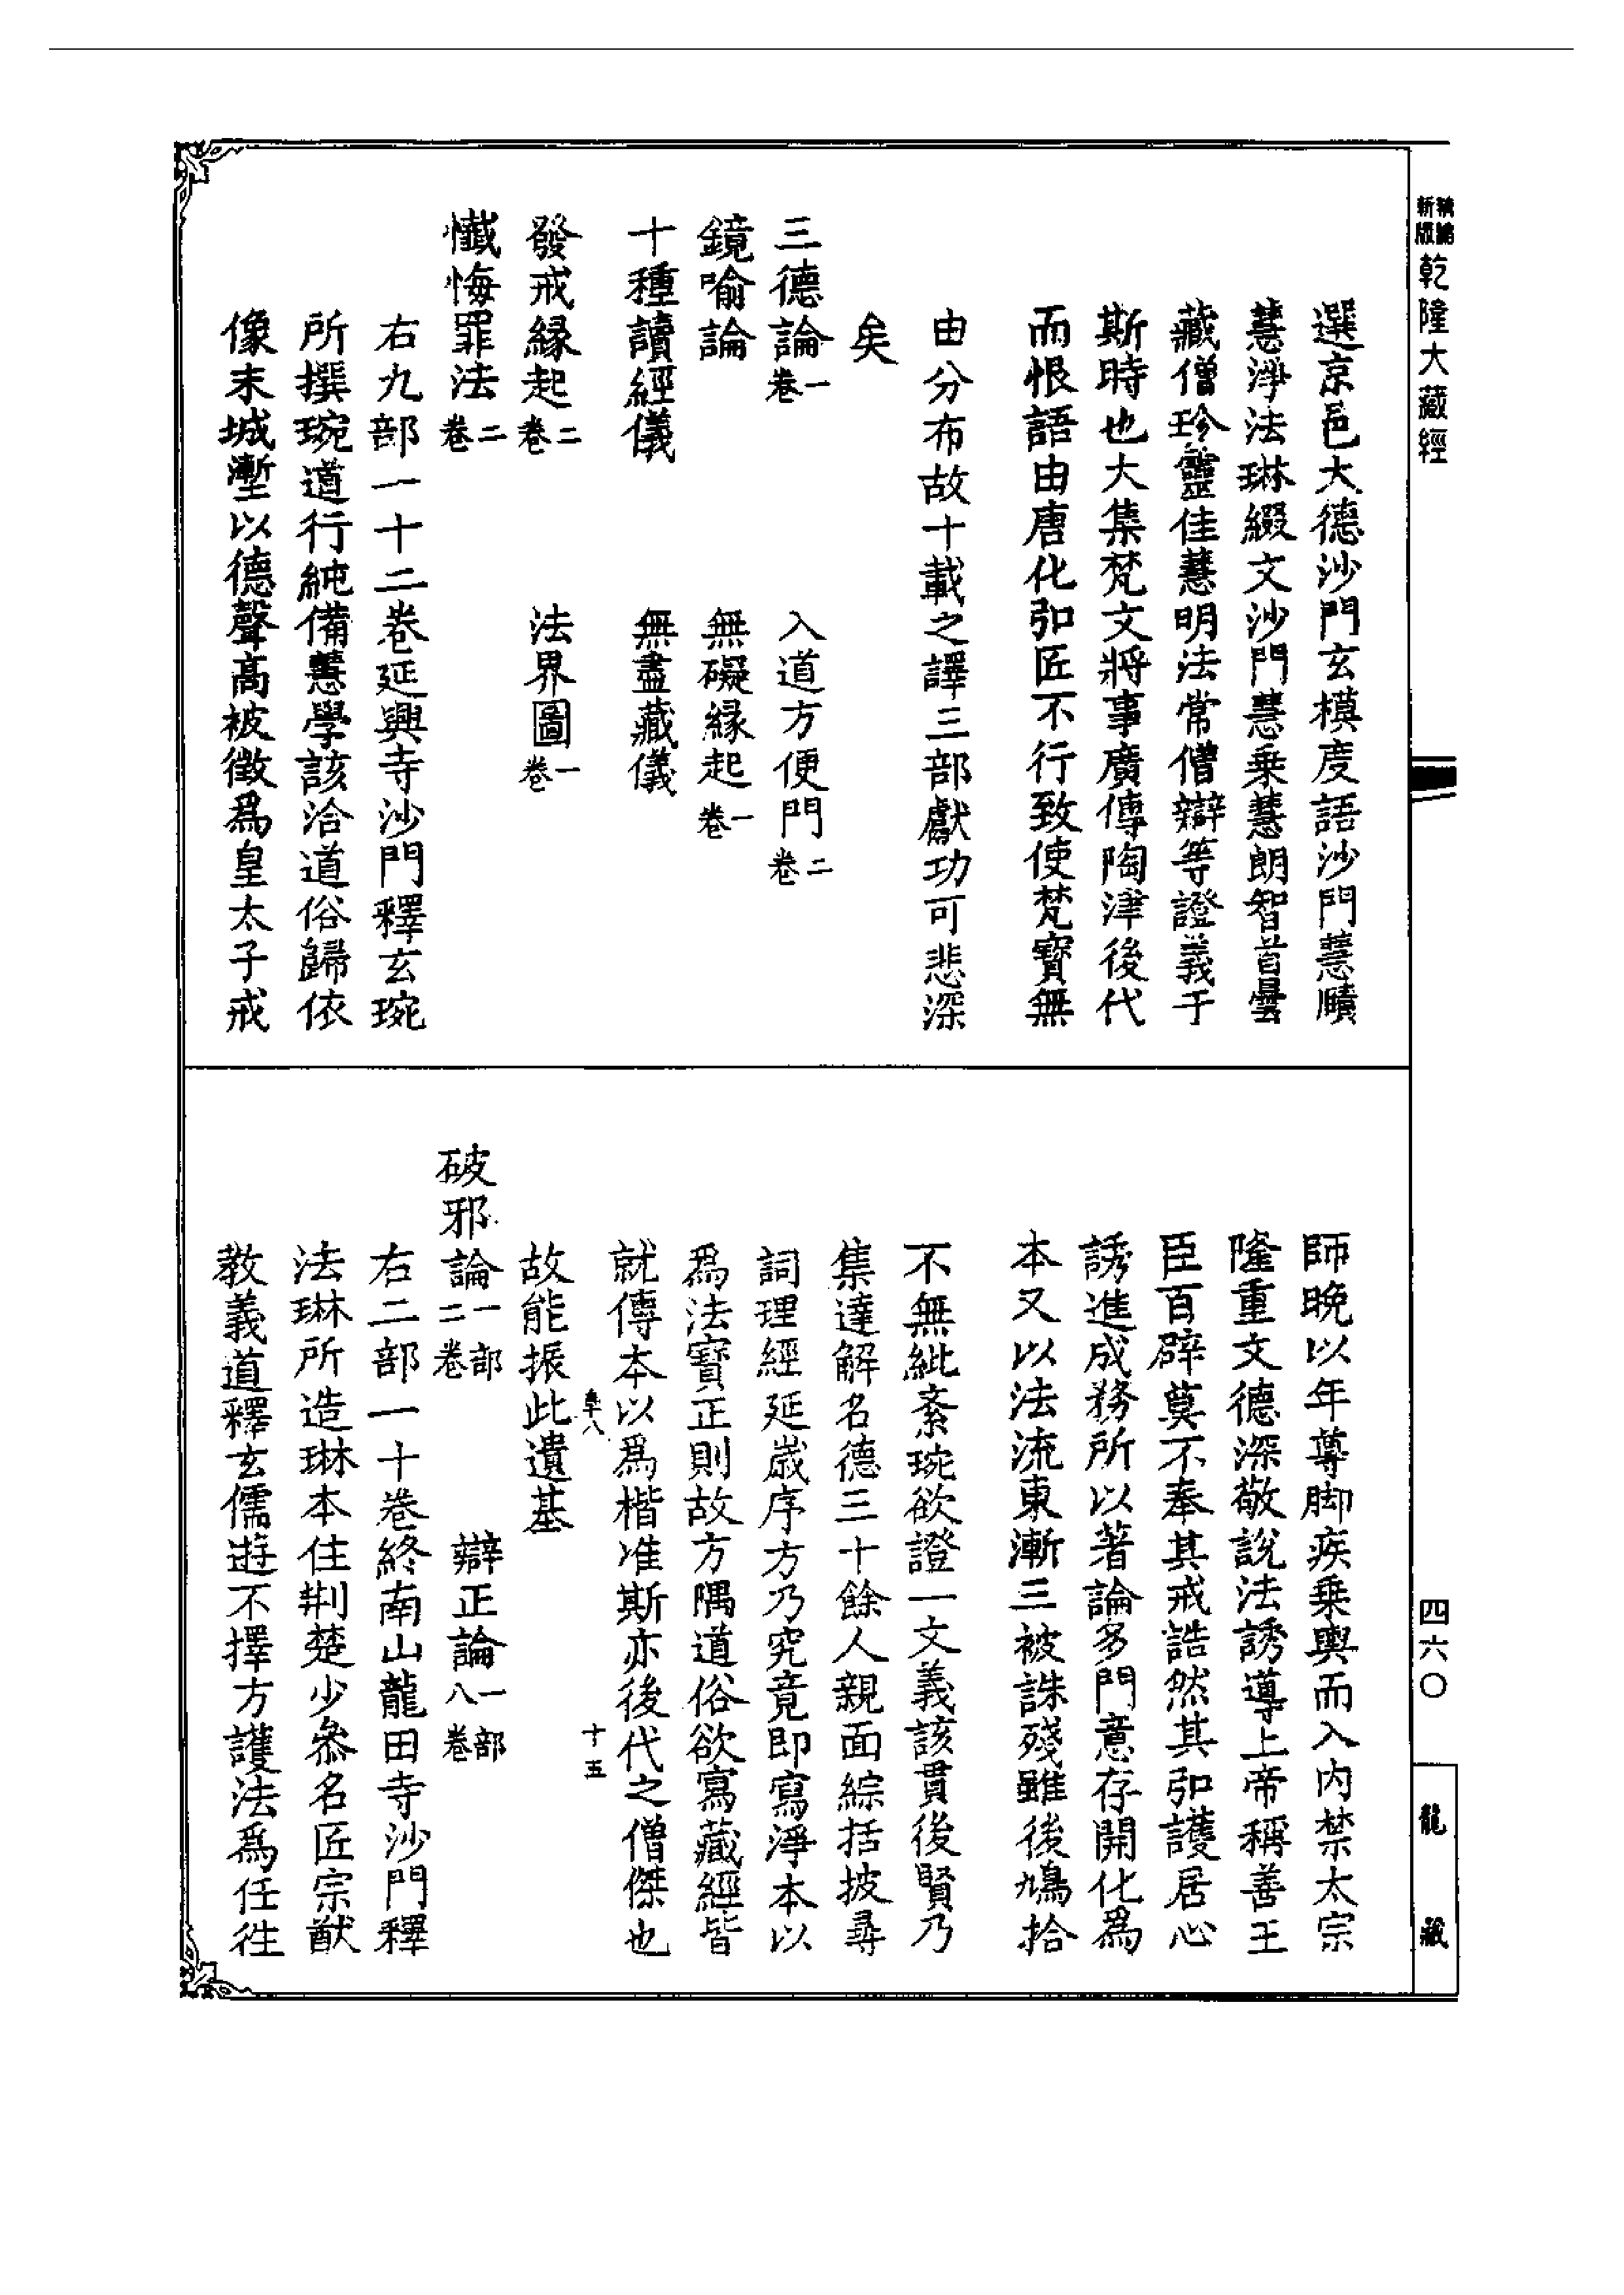 新版
乾隆大藏經
選京邑大德沙門玄模度語沙門慧賾
慧淨法琳綴文沙門慧乘慧朗智首曇
藏僧珍靈佳慧明法常僧辯等證義于
斯時也大集梵文將事廣傳陶津後代
而恨語由唐化弘匠不行致使梵寶無
由分布故十載之譯三部獻功可悲深
矣
三德論一卷 入道方便門二卷
鏡喻論 無礙緣起一卷
十種讀經儀 無盡藏儀
發戒緣起二卷 法界圖一卷
懺悔罪法二卷
右九部一十二卷延興寺沙門釋玄琬
所撰琬道行純備慧學該洽道俗歸依
像末城塹以德聲高被徵爲皇太子戒
師晚以年尊脚疾乘輿而入內禁太宗
隆重文德深敬說法誘導上帝稱善王
臣百辟莫不奉其戒誥然其弘護居心
誘進成務所以著論多門意存開化爲
本又以法流東漸三被誅殘雖後鳩拾
不無紕紊琬欲證一文義該貫後賢乃
集達解名德三十餘人親面綜括披尋
詞理經延歲序方乃究竟即寫淨本以
爲法寶正則故方隅道俗欲寫藏經皆
就傳本以爲楷准斯亦後代之僧傑也
十五
故能振此遺基
破邪論一部二卷 辯正論一部八卷
右二部一十卷終南山龍田寺沙門釋
法琳所造琳本住荆楚少叅名匠宗猷
教義道釋玄儒遊不擇方護法爲任往
四六〇
龍藏